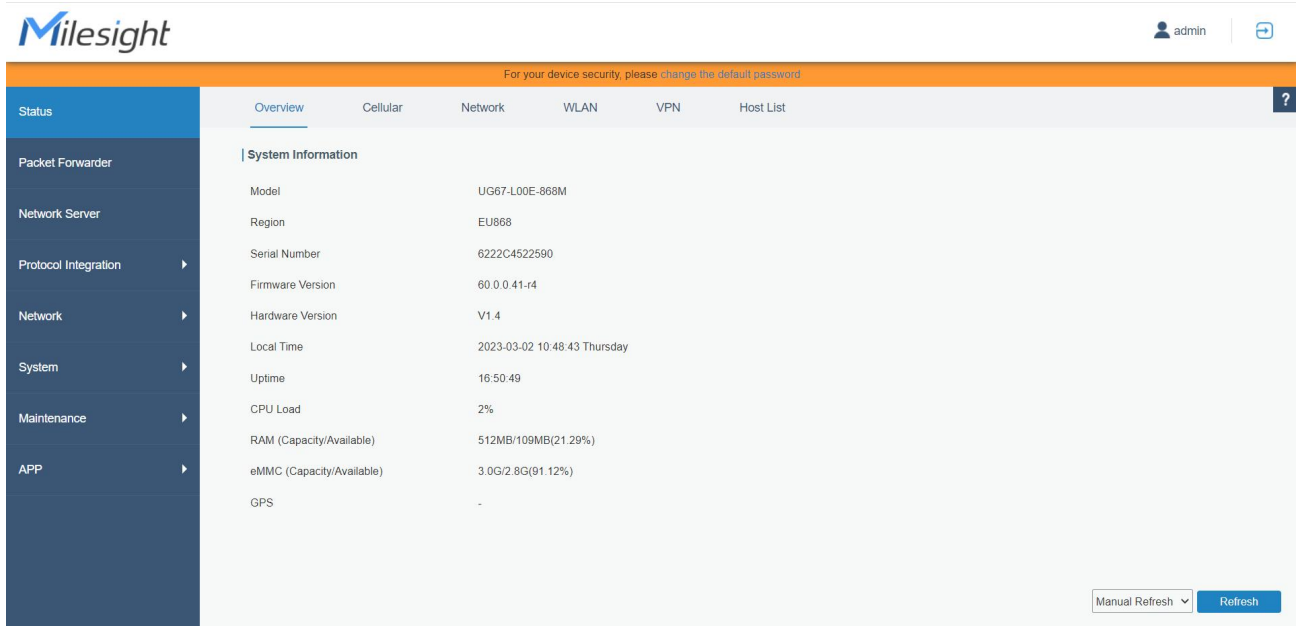 Milesight
admin
For your device security, please change the default password
Status
Overview Cellular Network WLAN VPN Host List
?
Packet Forwarder
Network Server
Protocol Integration
Network
System
Maintenance
APP
System Information
Model UG67-L00E-868M
Region EU868
Serial Number 6222C4522590
Firmware Version 60.0.0.41-r4
Hardware Version V1.4
Local Time 2023-03-02 10:48:43 Thursday
Uptime 16:50:49
CPU Load 2%
RAM (Capacity/Available) 512MB/109MB(21.29%)
eMMC (Capacity/Available) 3.0G/2.8G(91.12%)
GPS -
Manual Refresh Refresh